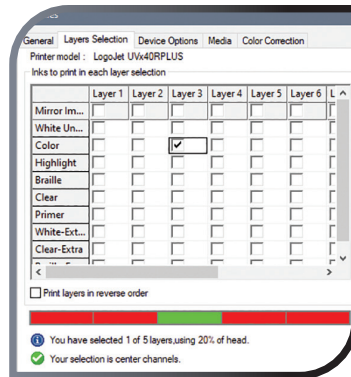 General Layers Selection Device Options Media Color Correction
Printer model : LogoJet UVx40RPLUS
Inks to print in each layer selection
Layer 1 Layer 2 Layer 3 Layer 4 Layer 5 Layer 6 L
Mirror Im...
White Un...
Color
Highlight
Braille
Clear
Primer
White-Ext...
Clear-Extra
Print layers in reverse order
You have selected 1 of 5 layers,using 20% of head.
Your selection is center channels.